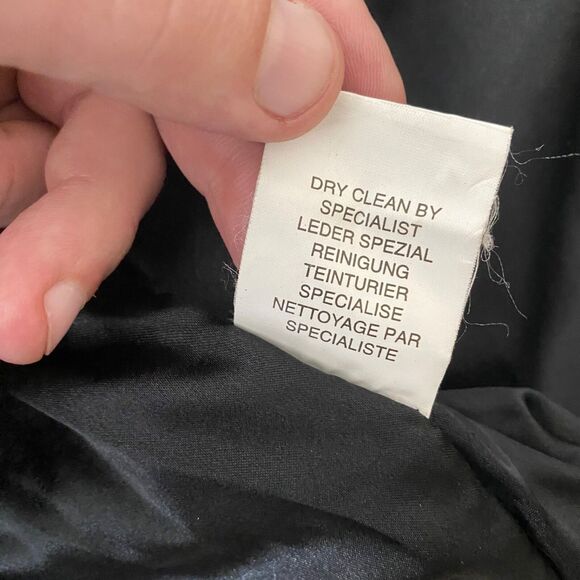 DRY CLEAN BY
SPECIALIST
LEDER SPEZIAL
REINIGUNG
TEINTURIER
SPECIALISE
NETTOYAGE PAR
SPECIALISTE